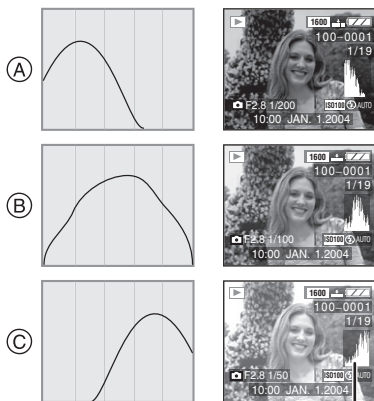 A
1600
100-0001
1/19
F2.8 1/200
ISO100
AUTO
10:00 JAN. 1.2004
B
1600
100-0001
1/19
F2.8 1/100
ISO100
AUTO
10:00 JAN. 1.2004
C
1600
100-0001
1/19
F2.8 1/50
ISO100
AUTO
10:00 JAN. 1.2004